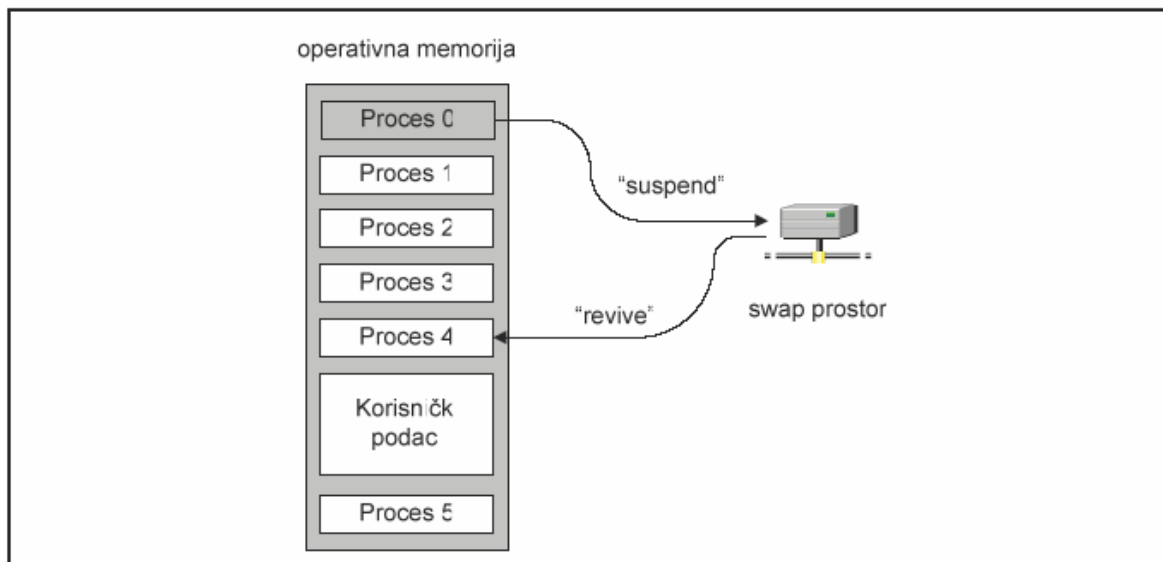 operativna memorija
Proces 0
Proces 1
Proces 2
Proces 3
Proces 4
Korisničk
podac
Proces 5
“suspend”
“revive”
swap prostor